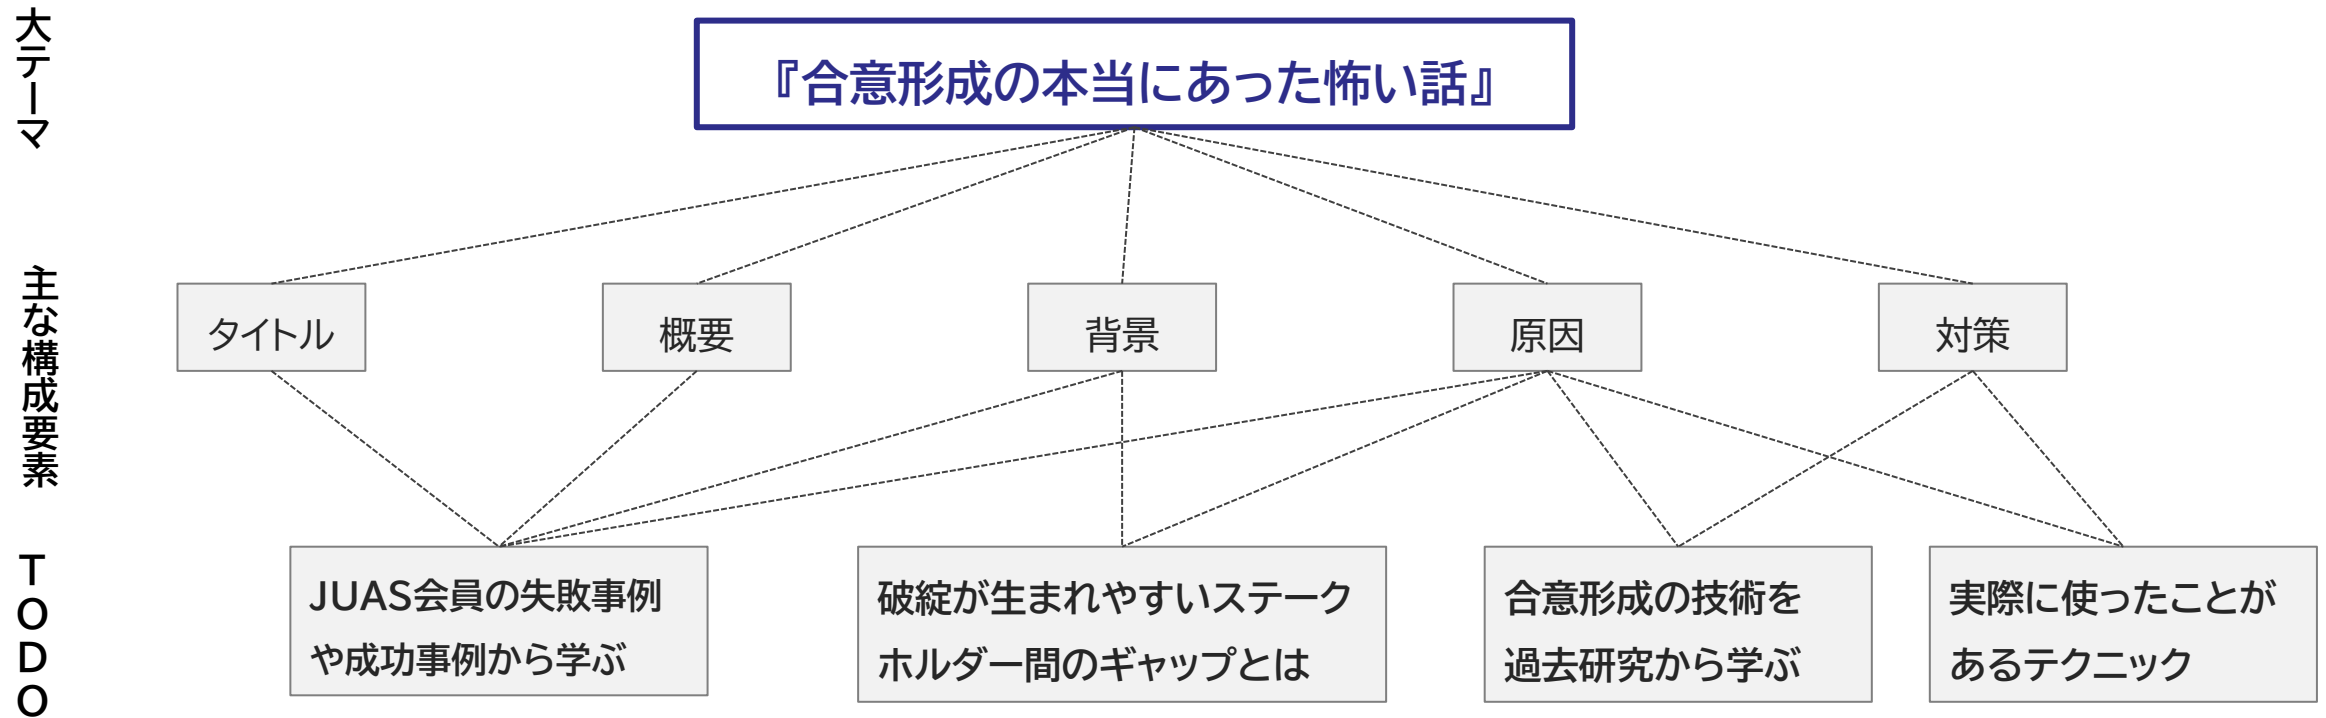 大テーマ
『合意形成の本当にあった怖い話』
主な構成要素
タイトル
概要
背景
原因
対策
TODO
JUAS会員の失敗事例
や成功事例から学ぶ
破綻が生まれやすいステーク
ホルダー間のギャップとは
合意形成の技術を
過去研究から学ぶ
実際に使ったことが
あるテクニック